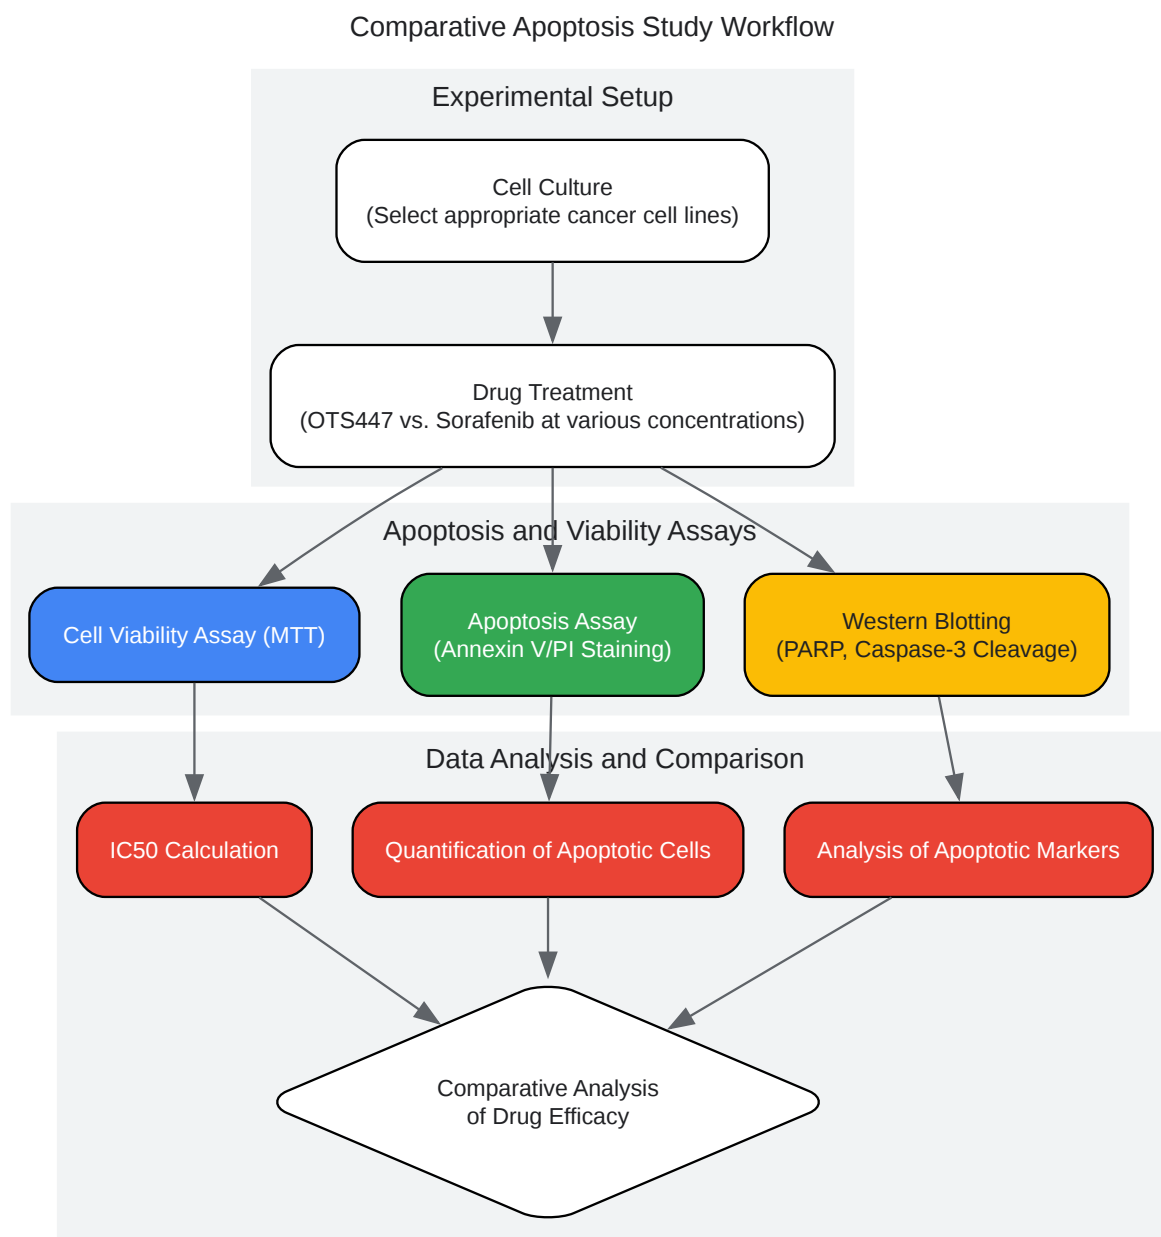 Comparative Apoptosis Study Workflow
Experimental Setup
Cell Culture
(Select appropriate cancer cell lines)
Drug Treatment
(OTS447 vs. Sorafenib at various concentrations)
Apoptosis and Viability Assays
Cell Viability Assay (MTT)
Apoptosis Assay
(Annexin V/PI Staining)
Western Blotting
(PARP, Caspase-3 Cleavage)
Data Analysis and Comparison
IC50 Calculation
Quantification of Apoptotic Cells
Analysis of Apoptotic Markers
Comparative Analysis
of Drug Efficacy